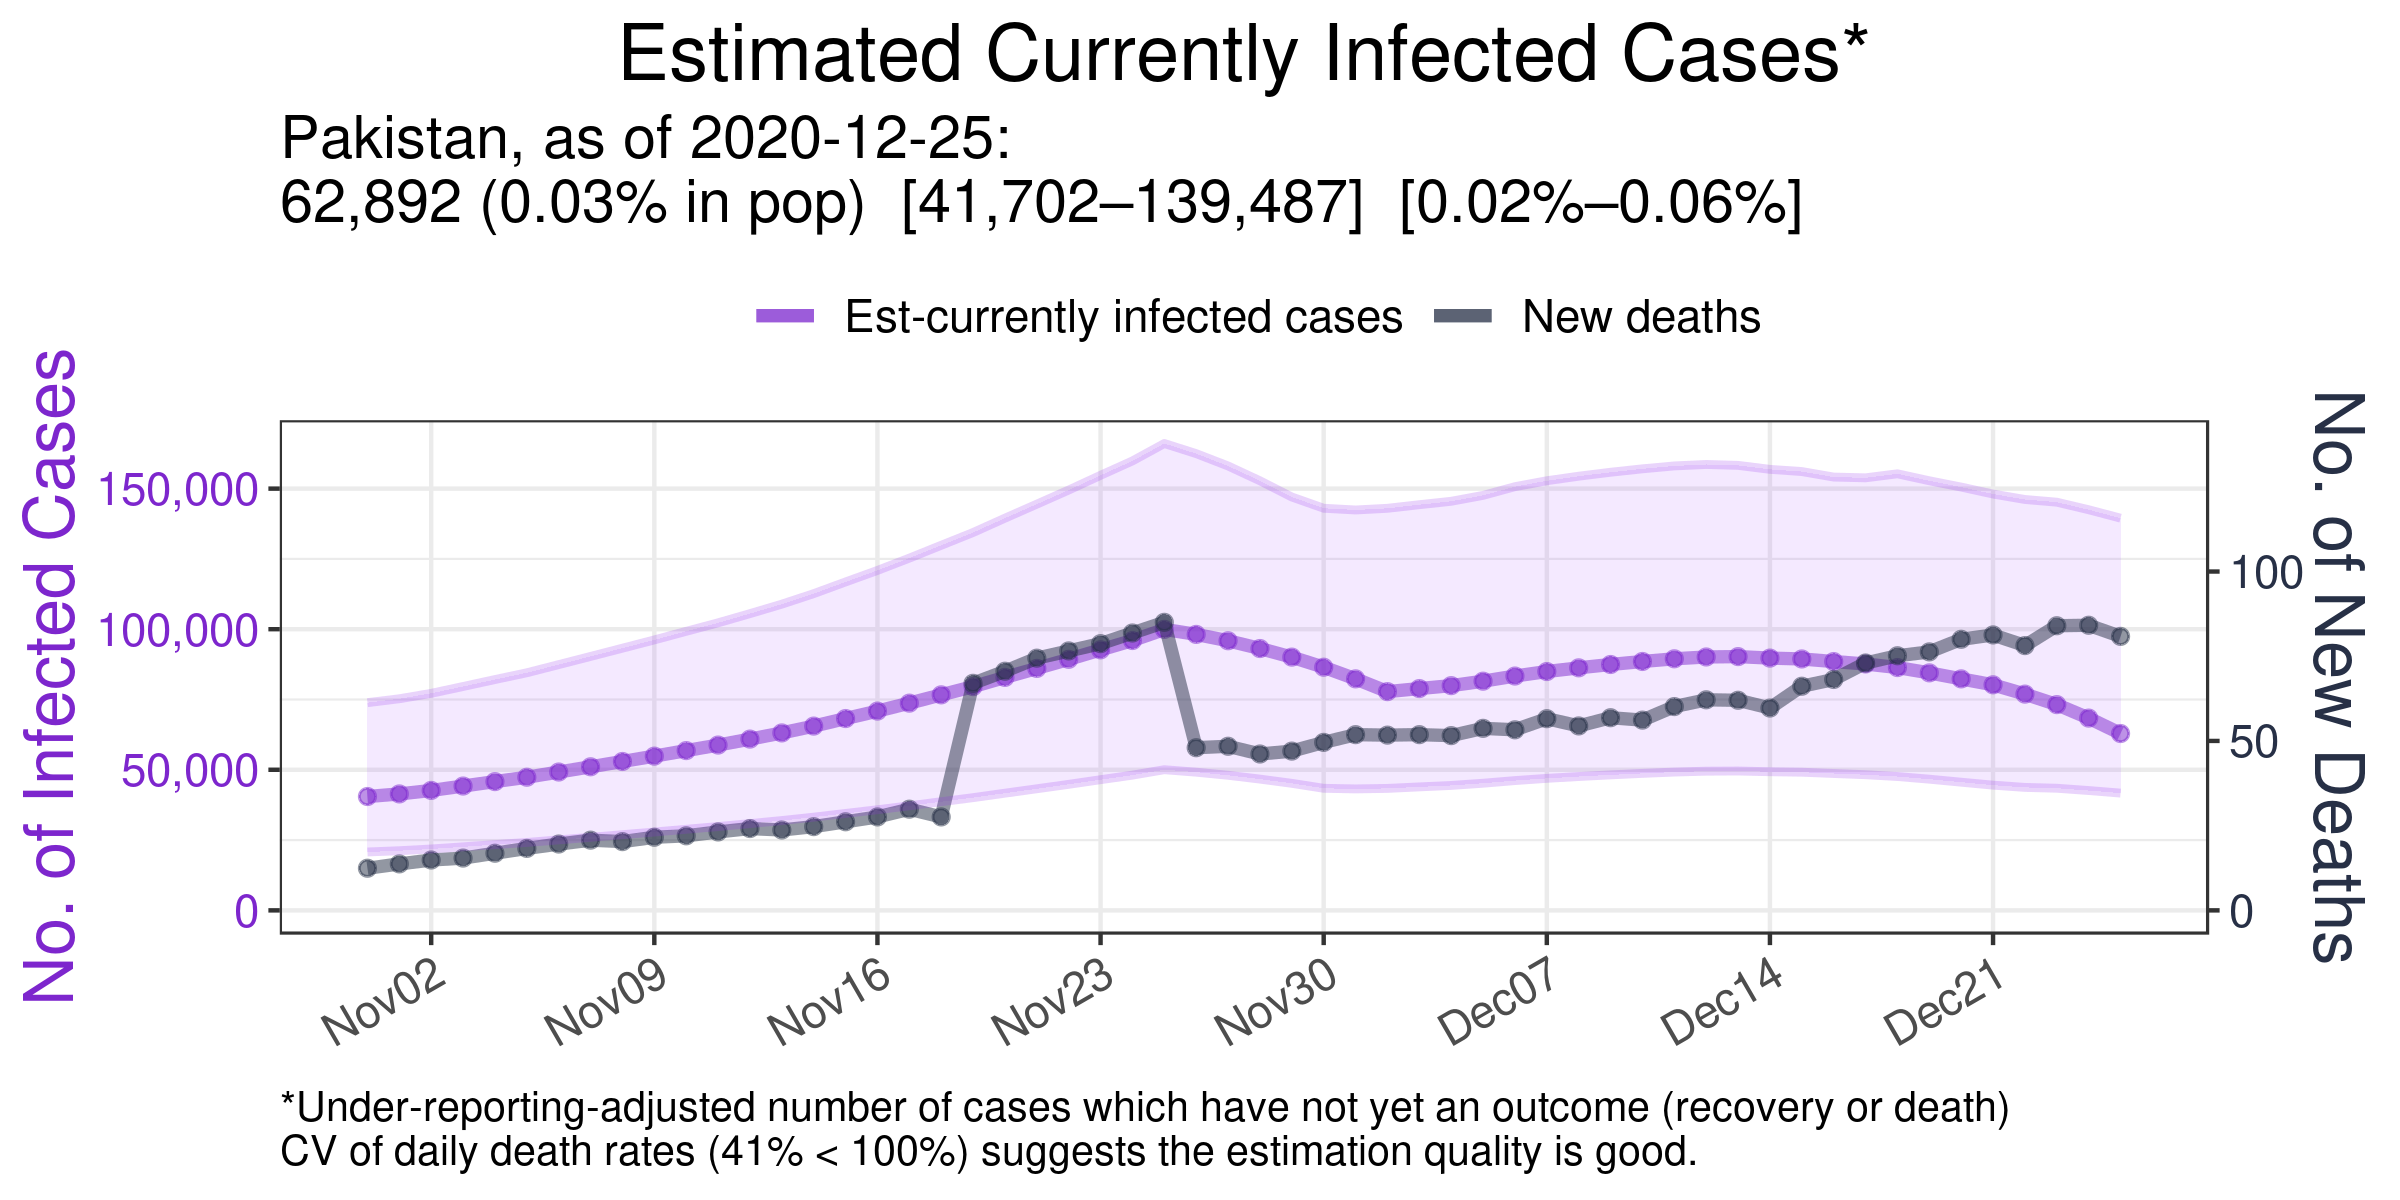 Estimated Currently Infected Cases*
Pakistan, as of 2020-12-25:
62,892 (0.03% in pop) [41,702–139,487] [0.02%–0.06%]
Est-currently infected cases New deaths
No. of Infected Cases
150,000
100,000
50,000
0
100
50
0
No. of New Deaths
Nov02 Nov09 Nov16 Nov23 Nov30 Dec07 Dec14 Dec21
*Under-reporting-adjusted number of cases which have not yet an outcome (recovery or death)
CV of daily death rates (41% < 100%) suggests the estimation quality is good.